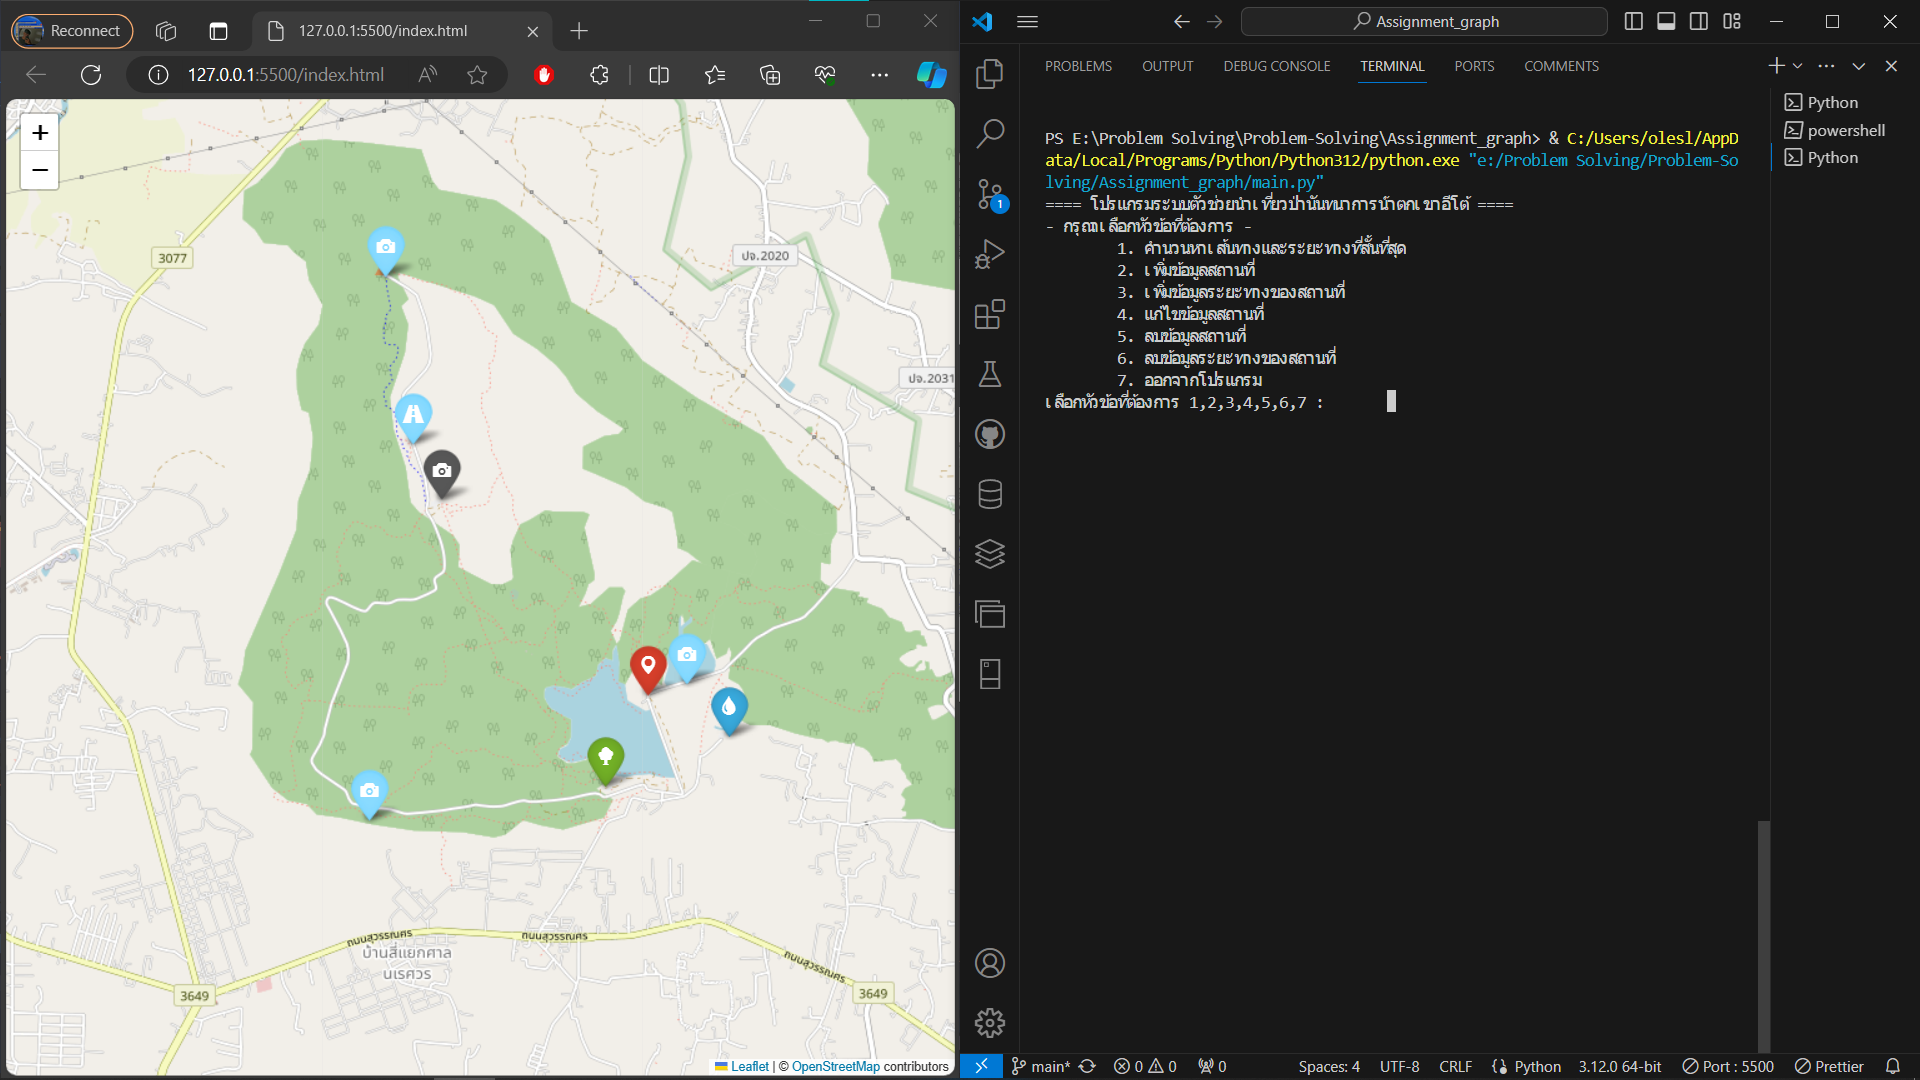 Reconnect
127.0.0.1:5500/index.html
127.0.0.1:5500/index.html
+
−
3077
ปจ.2020
ปจ.2031
ถนนสุวรรณศร
ถนนสุวรรณศร
ถนนสุวรรณศร
บ้านสี่แยกศาล
นเรศวร
3649
3649
Leaflet | © OpenStreetMap contributors
Assignment_graph
PROBLEMS OUTPUT DEBUG CONSOLE TERMINAL PORTS COMMENTS
Python
powershell
Python
PS E:\Problem Solving\Problem-Solving\Assignment_graph> & C:/Users/olesl/AppD
ata/Local/Programs/Python/Python312/python.exe "e:/Problem Solving/Problem-So
lving/Assignment_graph/main.py"
==== โปรแกรมระบบตัวช่วยนำเที่ยวป่านันทนาการน้ำตกเขาอีโต้ ====
- กรุณาเลือกหัวข้อที่ต้องการ -
1. คำนวนหาเส้นทางและระยะทางที่สั้นที่สุด
2. เพิ่มข้อมูลสถานที่
3. เพิ่มข้อมูลระยะทางของสถานที่
4. แก้ไขข้อมูลสถานที่
5. ลบข้อมูลสถานที่
6. ลบข้อมูลระยะทางของสถานที่
7. ออกจากโปรแกรม
เลือกหัวข้อที่ต้องการ 1,2,3,4,5,6,7 :
1
main* 0 0 0 Spaces: 4 UTF-8 CRLF Python 3.12.0 64-bit Port : 5500 Prettier